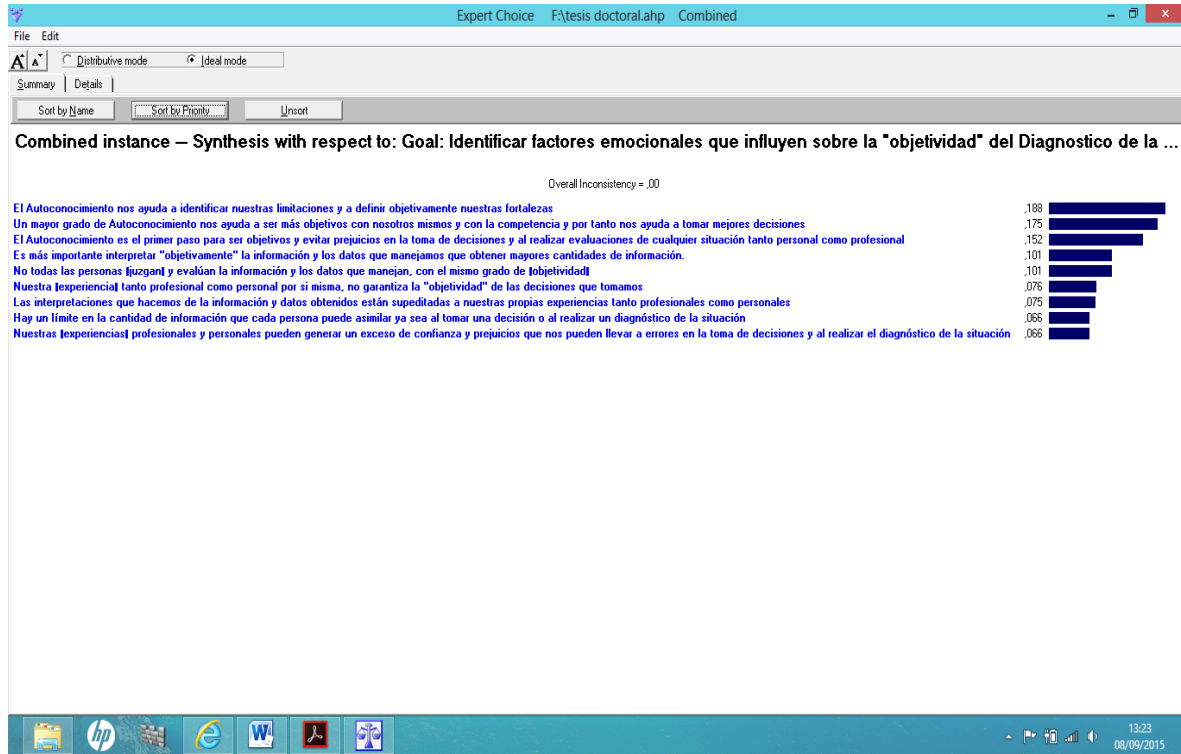 Expert Choice F:\tesis doctoral.ahp Combined
File Edit
A A Distributive mode Ideal mode
Summary Details
Sort by Name Sort by Priority Unsort
Combined instance -- Synthesis with respect to: Goal: Identificar factores emocionales que influyen sobre la "objetividad" del Diagnostico de la ...
Overall Inconsistency = ,00
El Autoconocimiento nos ayuda a identificar nuestras limitaciones y a definir objetivamente nuestras fortalezas ,188
Un mayor grado de Autoconocimiento nos ayuda a ser más objetivos con nosotros mismos y con la competencia y por tanto nos ayuda a tomar mejores decisiones ,175
El Autoconocimiento es el primer paso para ser objetivos y evitar prejuicios en la toma de decisiones y al realizar evaluaciones de cualquier situación tanto personal como profesional ,152
Es más importante interpretar "objetivamente" la información y los datos que manejamos que obtener mayores cantidades de información. ,101
No todas las personas |juzgan| y evalúan la información y los datos que manejan, con el mismo grado de |objetividad| ,101
Nuestra |experiencia| tanto profesional como personal por si misma, no garantiza la "objetividad" de las decisiones que tomamos ,076
Las interpretaciones que hacemos de la información y datos obtenidos están supeditadas a nuestras propias experiencias tanto profesionales como personales ,075
Hay un límite en la cantidad de información que cada persona puede asimilar ya sea al tomar una decisión o al realizar un diagnóstico de la situación ,066
Nuestras |experiencias| profesionales y personales pueden generar un exceso de confianza y prejuicios que nos pueden llevar a errores en la toma de decisiones y al realizar el diagnóstico de la situación ,066
hp
W
13:23
08/09/2015